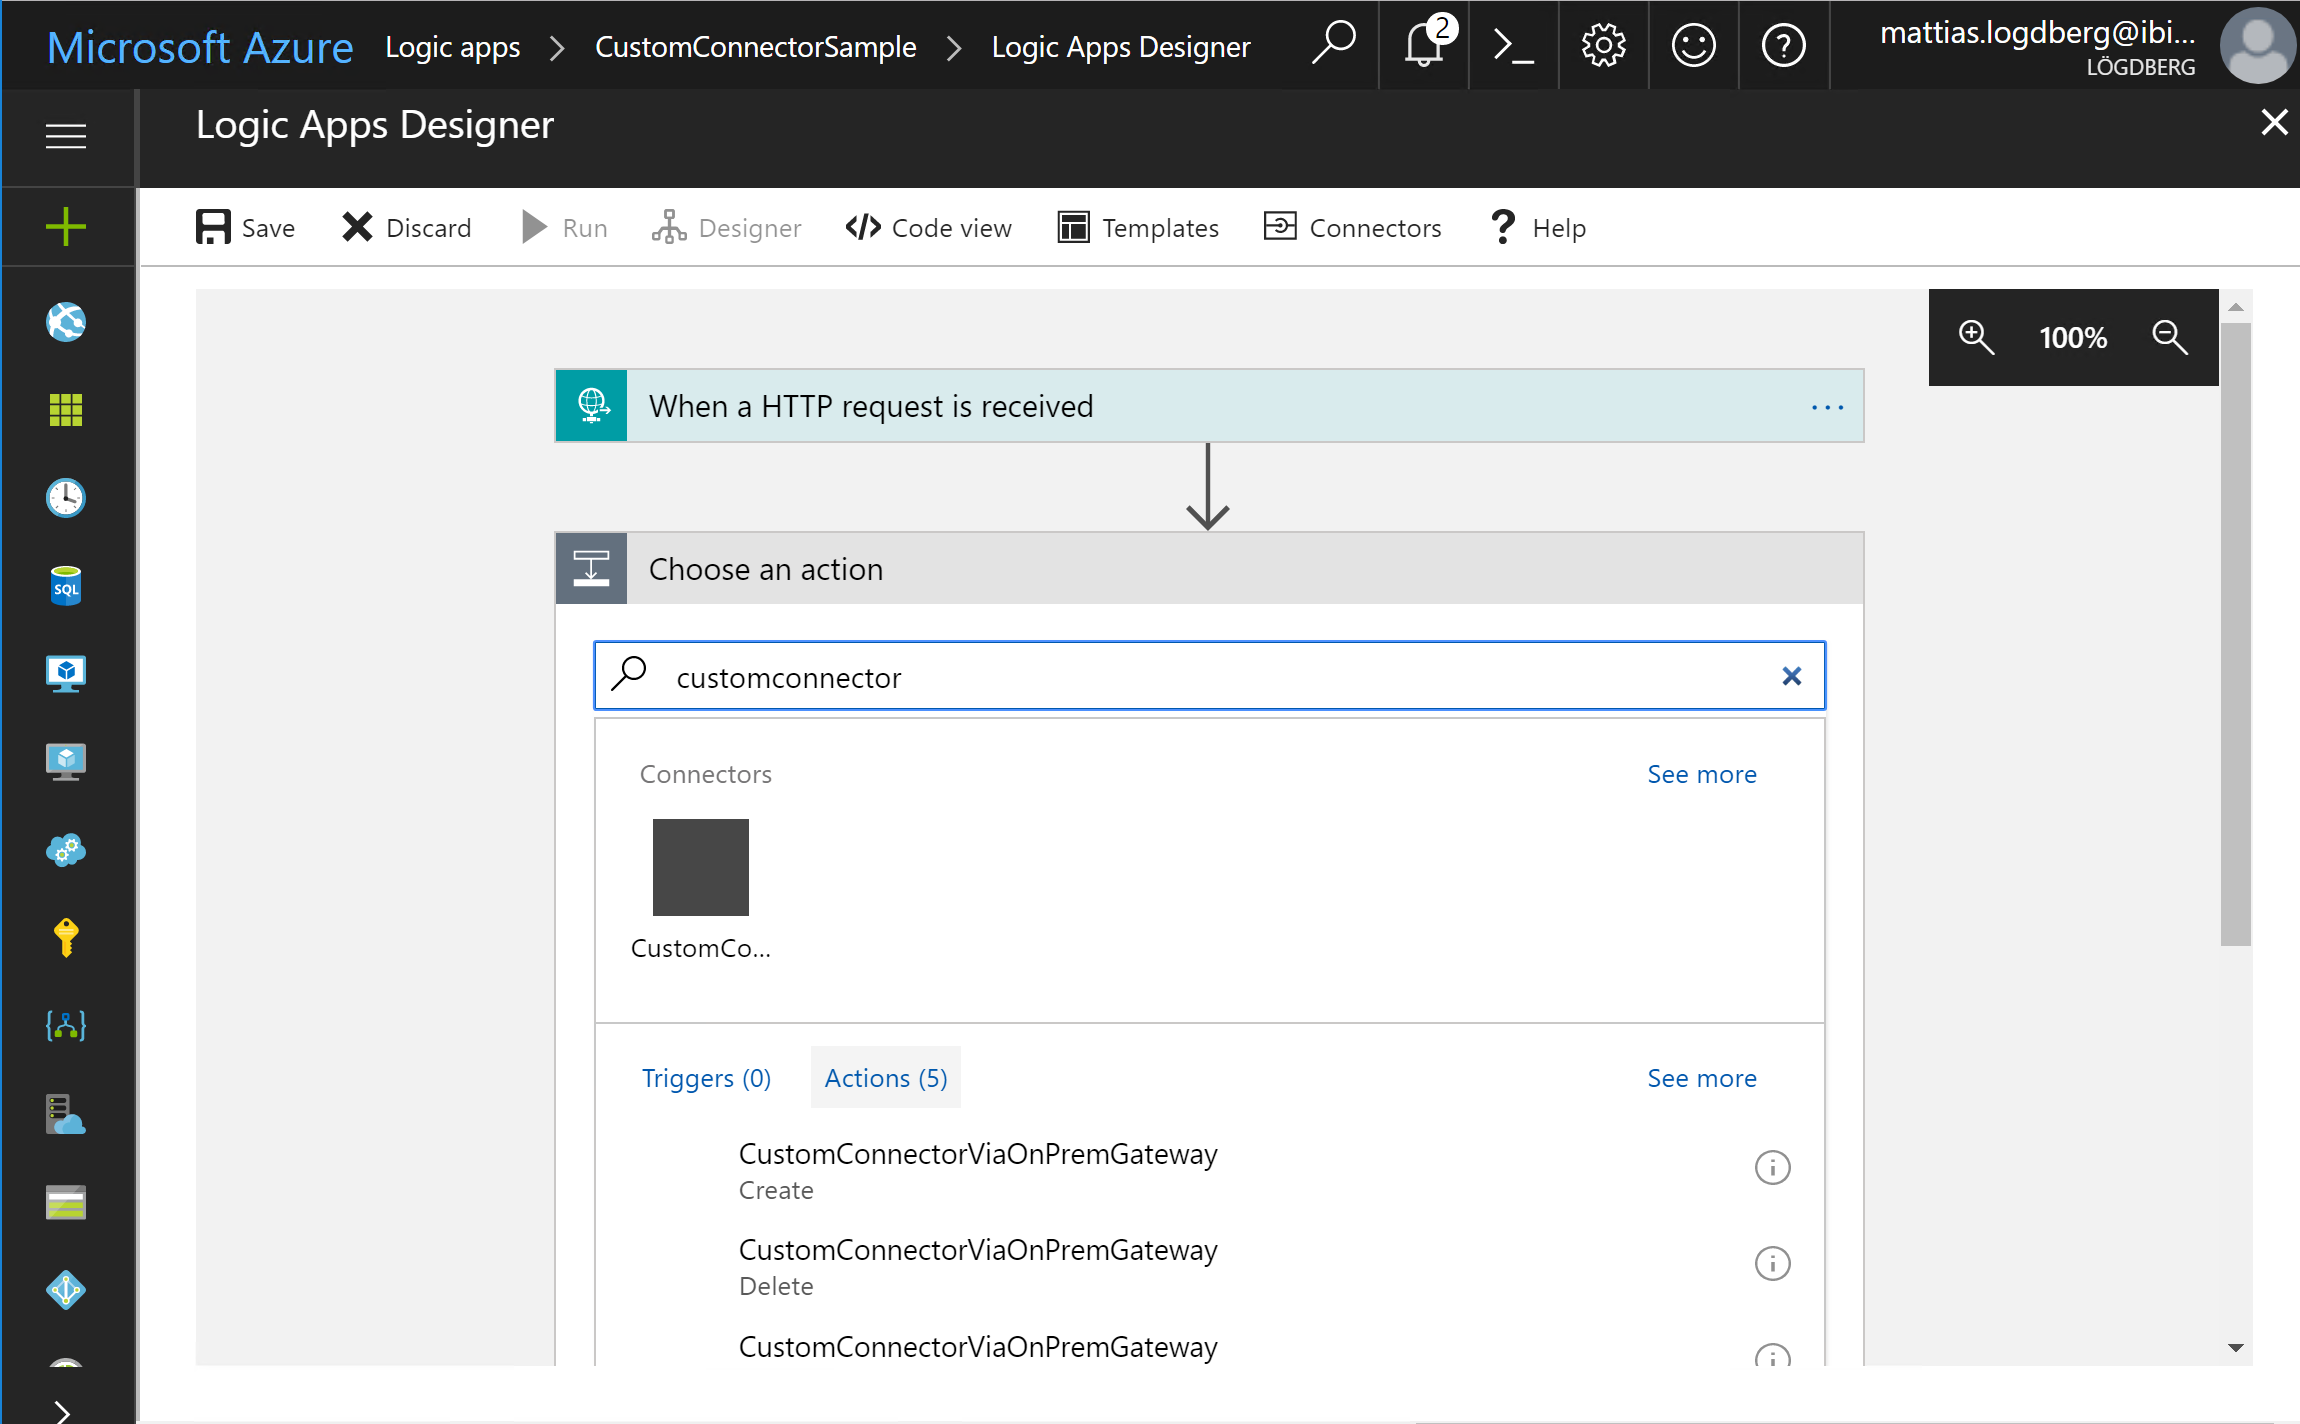 Microsoft Azure Logic apps > CustomConnectorSample > Logic Apps Designer 2 mattias.logdberg@ibi...
LÖGDBERG
Logic Apps Designer
Save Discard Run Designer Code view Templates Connectors Help
100%
When a HTTP request is received ...
Choose an action
customconnector
Connectors See more
CustomCo...
Triggers (0) Actions (5) See more
SQL
CustomConnectorViaOnPremGateway
Create
CustomConnectorViaOnPremGateway
Delete
CustomConnectorViaOnPremGateway